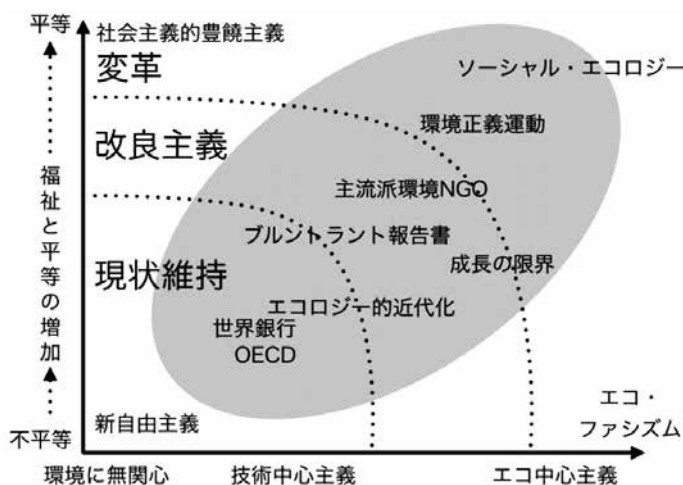 平等
社会主義的豊饒主義
変革
ソーシャル・エコロジー
環境正義運動
改良主義
主流派環境NGO
福祉と平等の増加
ブルントラント報告書
成長の限界
現状維持
エコロジー的近代化
世界銀行
OECD
新自由主義
エコ・
ファシズム
不平等
環境に無関心
技術中心主義
エコ中心主義